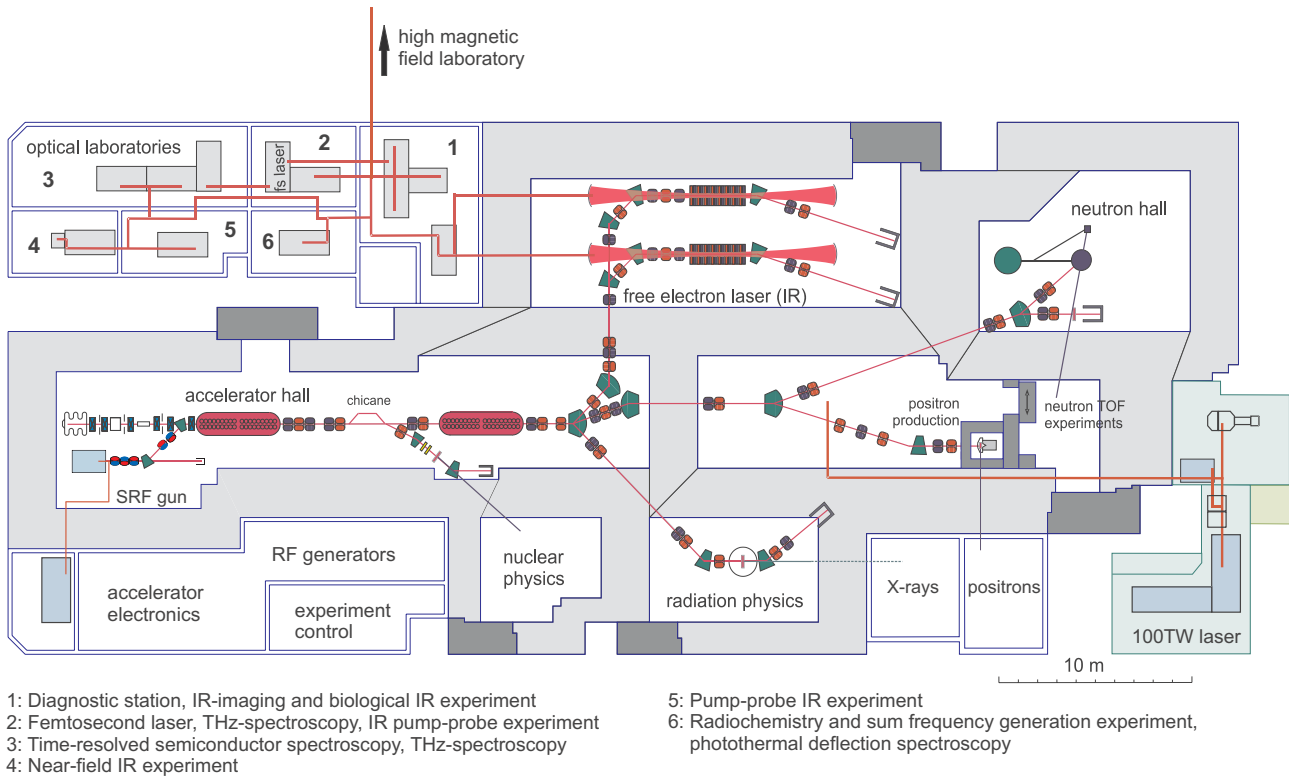 high magnetic
field laboratory
optical laboratories
3
2
fs laser
1
4
5
6
neutron hall
free electron laser (IR)
accelerator hall
chicane
positron
production
neutron TOF
experiments
SRF gun
RF generators
accelerator
electronics
experiment
control
nuclear
physics
radiation physics
X-rays
positrons
100TW laser
10 m
1: Diagnostic station, IR-imaging and biological IR experiment
2: Femtosecond laser, THz-spectroscopy, IR pump-probe experiment
3: Time-resolved semiconductor spectroscopy, THz-spectroscopy
4: Near-field IR experiment
5: Pump-probe IR experiment
6: Radiochemistry and sum frequency generation experiment,
photothermal deflection spectroscopy